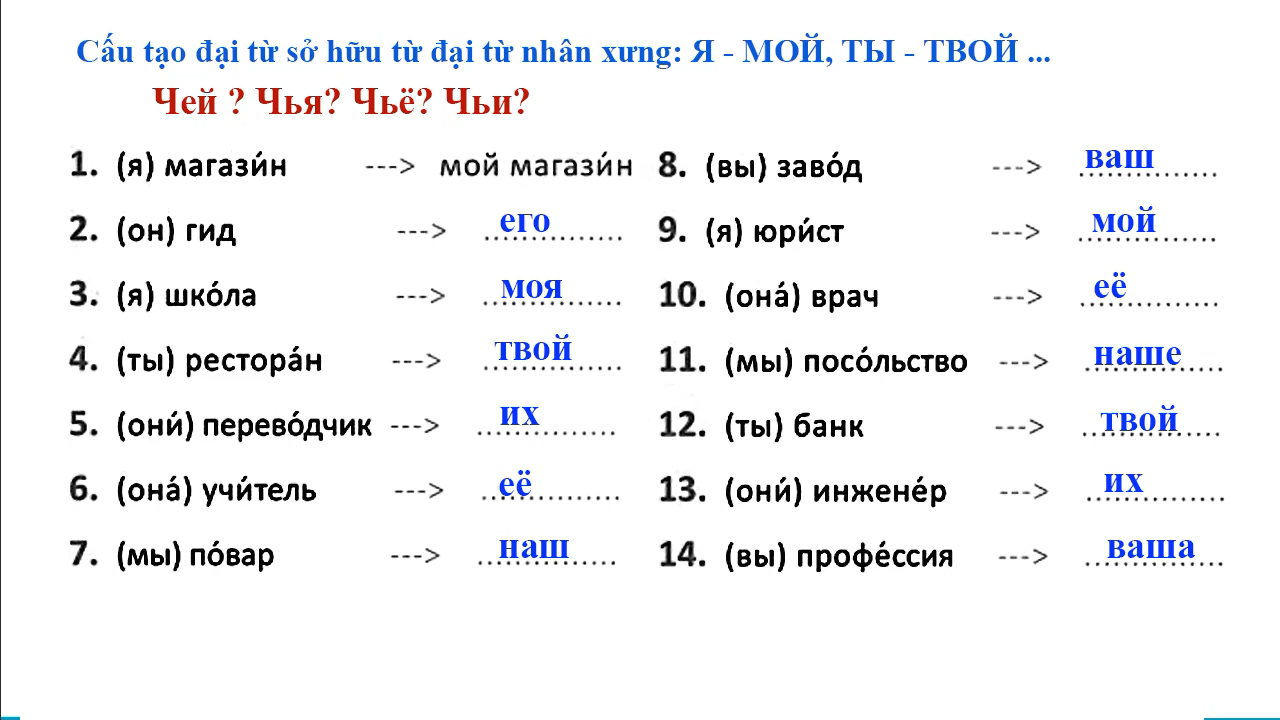 Cấu tạo đại từ sở hữu từ đại từ nhân xưng: Я - МОЙ, ТЫ - ТВОЙ ...
Чей ? Чья? Чьё? Чьи?
1. (я) магази́н ---> мой магази́н
2. (он) гид ---> его
3. (я) шко́ла ---> моя
4. (ты) рестора́н ---> твой
5. (они́) перево́дчик ---> их
6. (она́) учи́тель ---> её
7. (мы) по́вар ---> наш
8. (вы) заво́д ---> ваш
9. (я) юри́ст ---> мой
10. (она́) врач ---> её
11. (мы) посо́льство ---> наше
12. (ты) банк ---> твой
13. (они́) инжене́р ---> их
14. (вы) профе́ссия ---> ваша